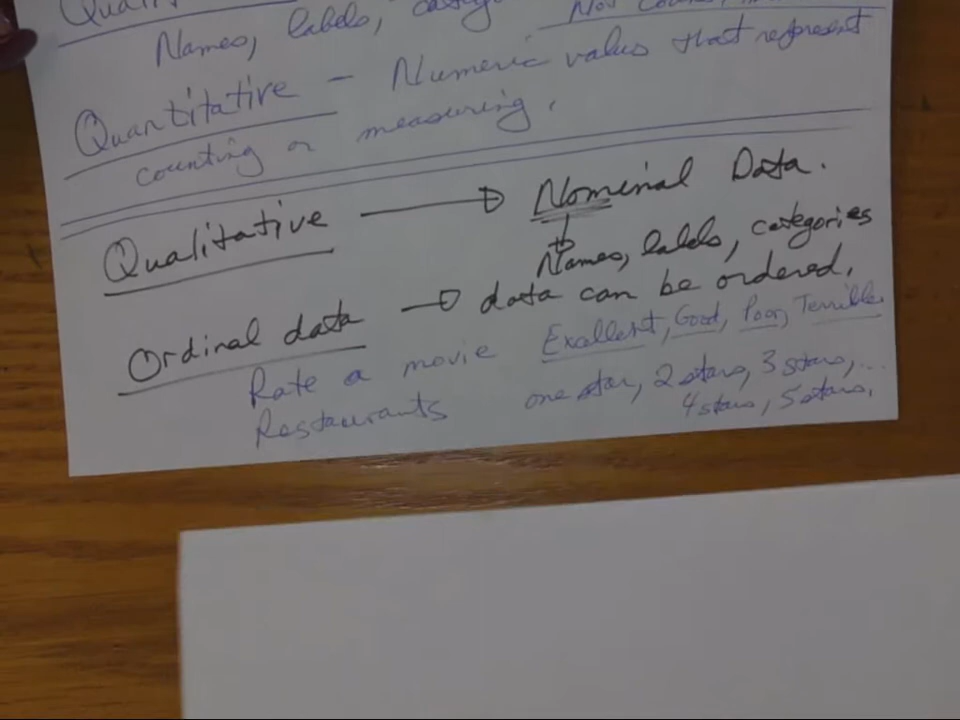 Names, labels,
Quantitative - Numeric value that represent
counting or measuring.
Qualitative → Nominal Data.
Names, labels, categories
Ordinal data → data can be ordered.
Rate a movie Excellent, Good, Poor, Terrible
Restaurants one star, 2 stars, 3 stars, ...
4 stars, 5 stars.